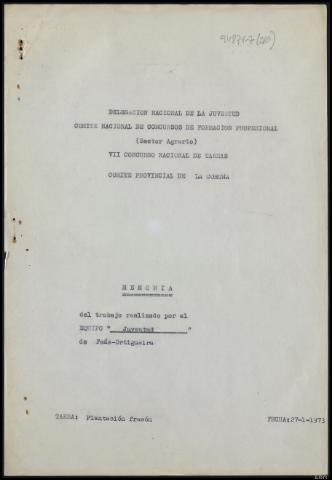 DELEGACION NACIONAL DE LA JUVENTUD
COMITE NACIONAL DE CONCURSOS DE FORMACION PROFESIONAL
(Sector Agrario)
VII CONCURSO NACIONAL DE TAREAS
COMITE PROVINCIAL DE LA CORUÑA
MEMORIA
del trabajo realizado por el
EQUIPO " Juventud "
de Feás-Ortigueira
TAREA: Plantación fresón FECHA:27-1-1973